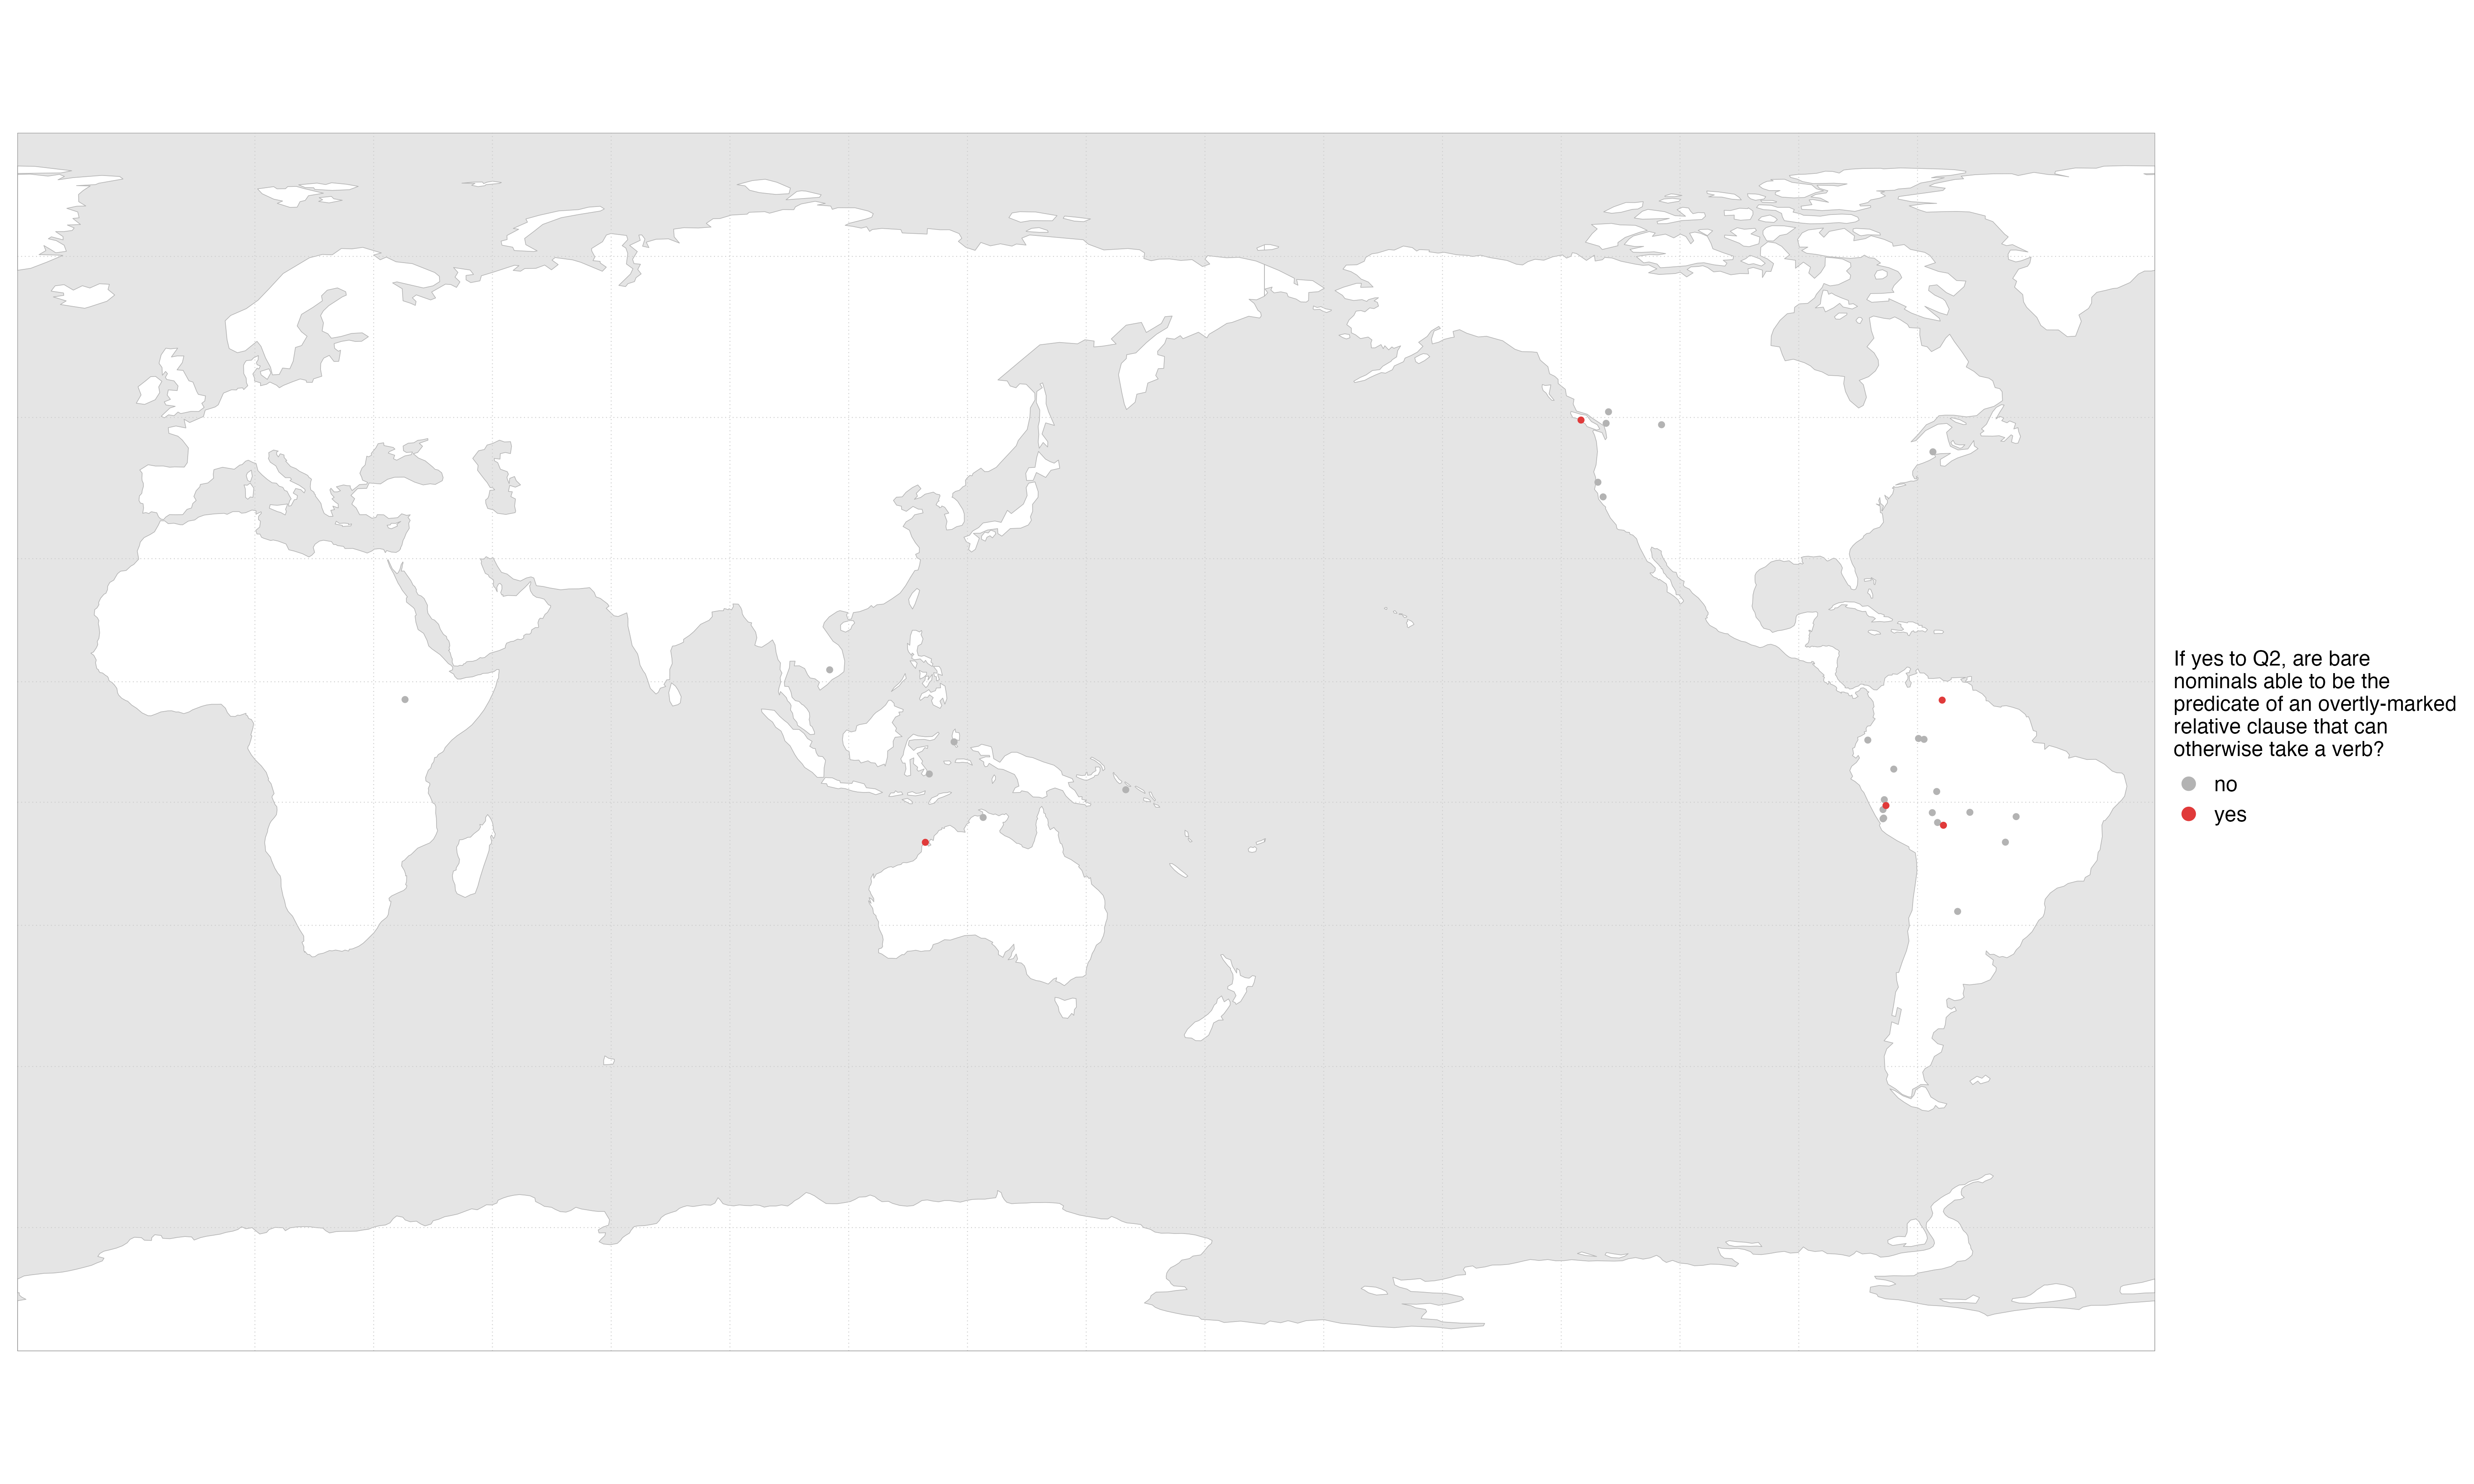 If yes to Q2, are bare
nominals able to be the
predicate of an overtly-marked
relative clause that can
otherwise take a verb?
no
yes